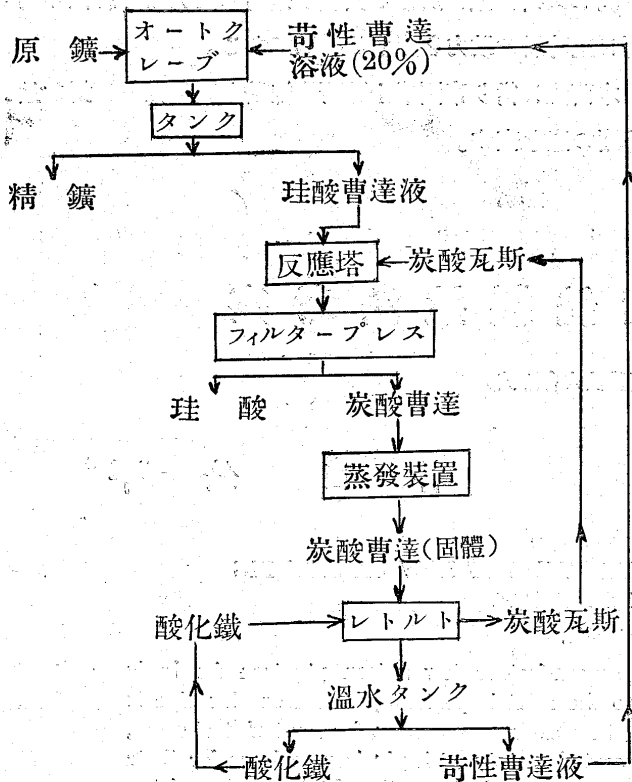 原鑛
オートク
レーブ
苛性曹達
溶液(20%)
タンク
精鑛
珪酸曹達液
反應塔
炭酸瓦斯
フィルタープレス
珪酸
炭酸曹達
蒸發裝置
炭酸曹達(固體)
酸化鐵
レトルト
炭酸瓦斯
溫水タンク
酸化鐵
苛性曹達液